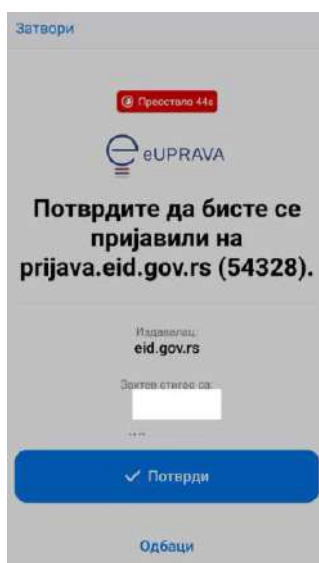 Затвори
Преостало 44s
eUPRAVA
Потврдите да бисте се
пријавили на
prijava.eid.gov.rs (54328).
Издавалац:
eid.gov.rs
Захтев стигао са:
Потврди
Одбаци